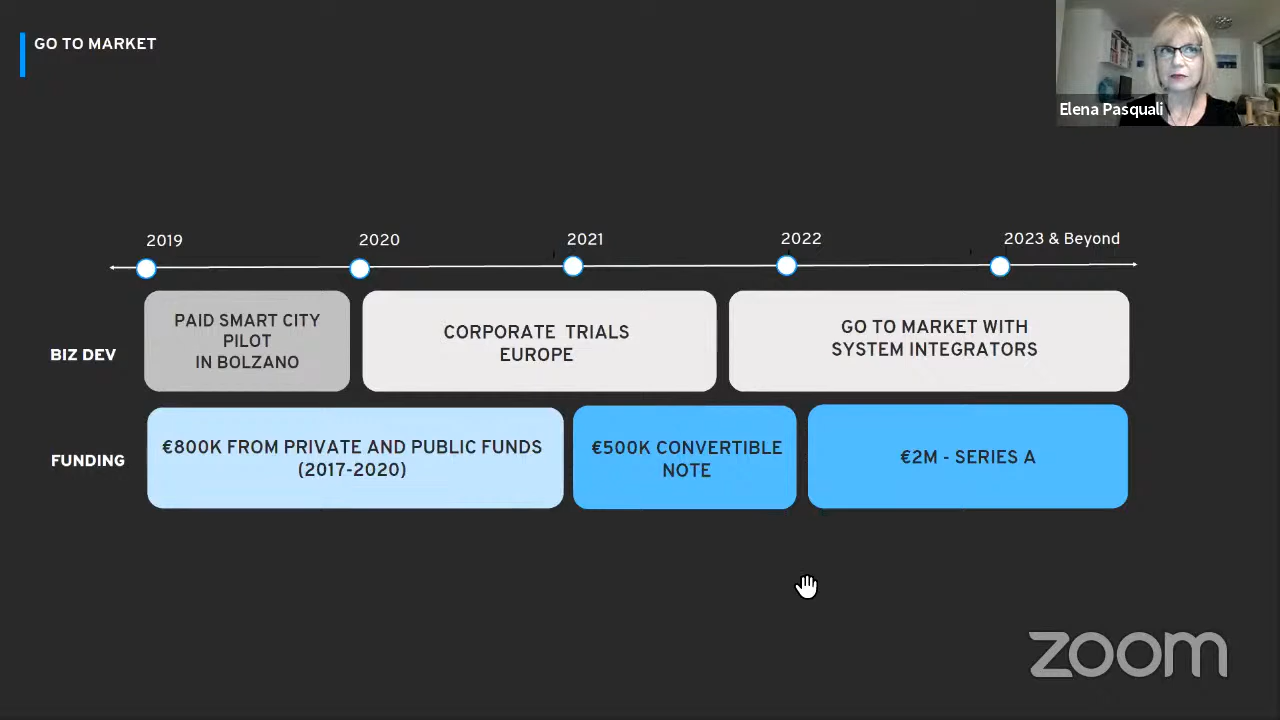 GO TO MARKET
Elena Pasquali
2019
2020
2021
2022
2023 & Beyond
BIZ DEV
PAID SMART CITY
PILOT
IN BOLZANO
CORPORATE TRIALS
EUROPE
GO TO MARKET WITH
SYSTEM INTEGRATORS
FUNDING
€800K FROM PRIVATE AND PUBLIC FUNDS
(2017-2020)
€500K CONVERTIBLE
NOTE
€2M - SERIES A
zoom